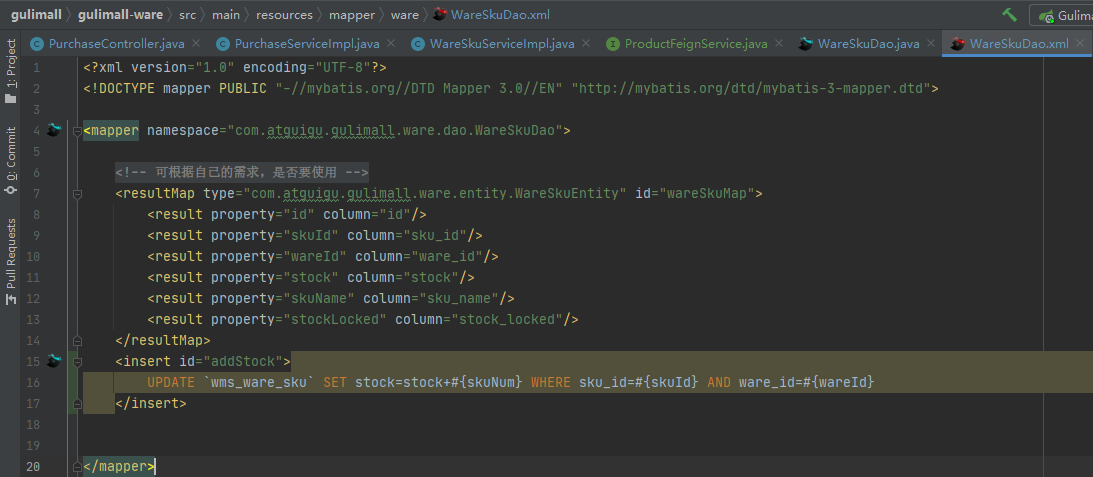 gulimall › gulimall-ware › src › main › resources › mapper › ware › WareSkuDao.xml
Gulima
PurchaseController.java × PurchaseServiceImpl.java × WareSkuServiceImpl.java × ProductFeignService.java × WareSkuDao.java × WareSkuDao.xml ×
1: Project
0: Commit
Pull Requests
1 <?xml version="1.0" encoding="UTF-8"?>
2 <!DOCTYPE mapper PUBLIC "-//mybatis.org//DTD Mapper 3.0//EN" "http://mybatis.org/dtd/mybatis-3-mapper.dtd">
3
4 <mapper namespace="com.atguigu.gulimall.ware.dao.WareSkuDao">
5
6 <!-- 可根据自己的需求，是否要使用 -->
7 <resultMap type="com.atguigu.gulimall.ware.entity.WareSkuEntity" id="wareSkuMap">
8 <result property="id" column="id"/>
9 <result property="skuId" column="sku_id"/>
10 <result property="wareId" column="ware_id"/>
11 <result property="stock" column="stock"/>
12 <result property="skuName" column="sku_name"/>
13 <result property="stockLocked" column="stock_locked"/>
14 </resultMap>
15 <insert id="addStock">
16 UPDATE `wms_ware_sku` SET stock=stock+#{skuNum} WHERE sku_id=#{skuId} AND ware_id=#{wareId}
17 </insert>
18
19
20 </mapper>